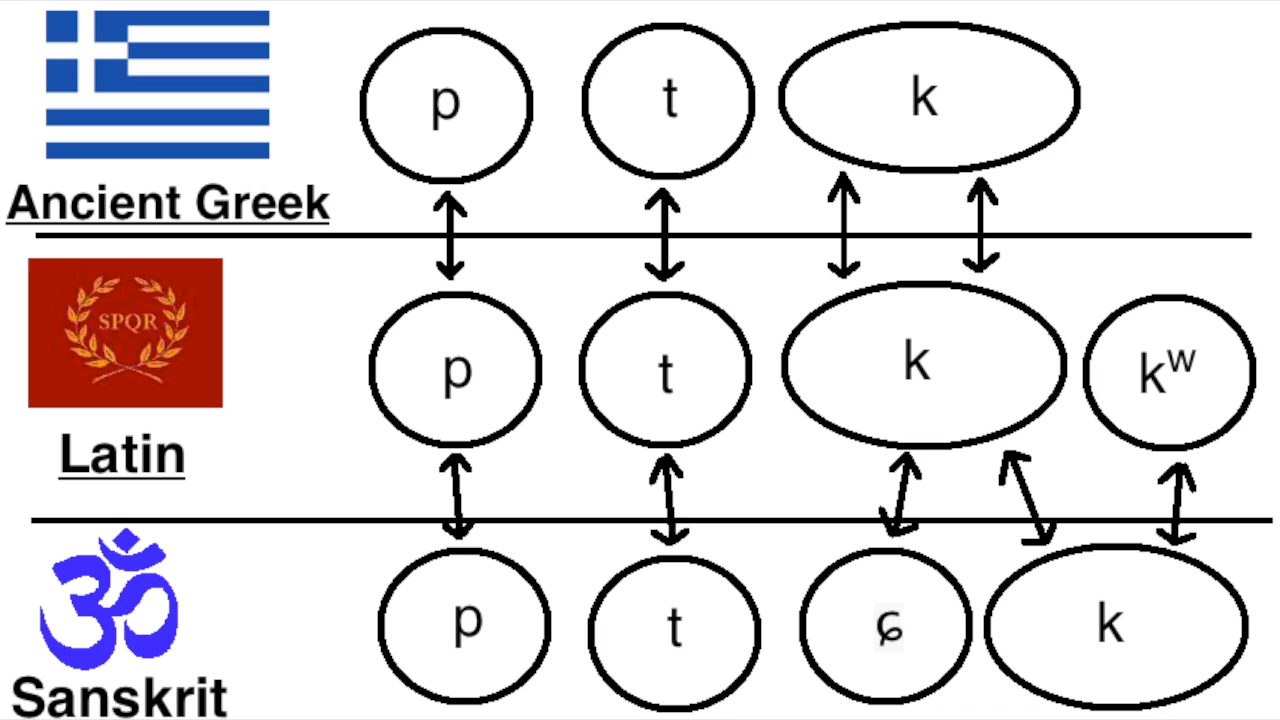 p t k
Ancient Greek
SPQR
p t k kʷ
Latin
ॐ
p t ɕ k
Sanskrit